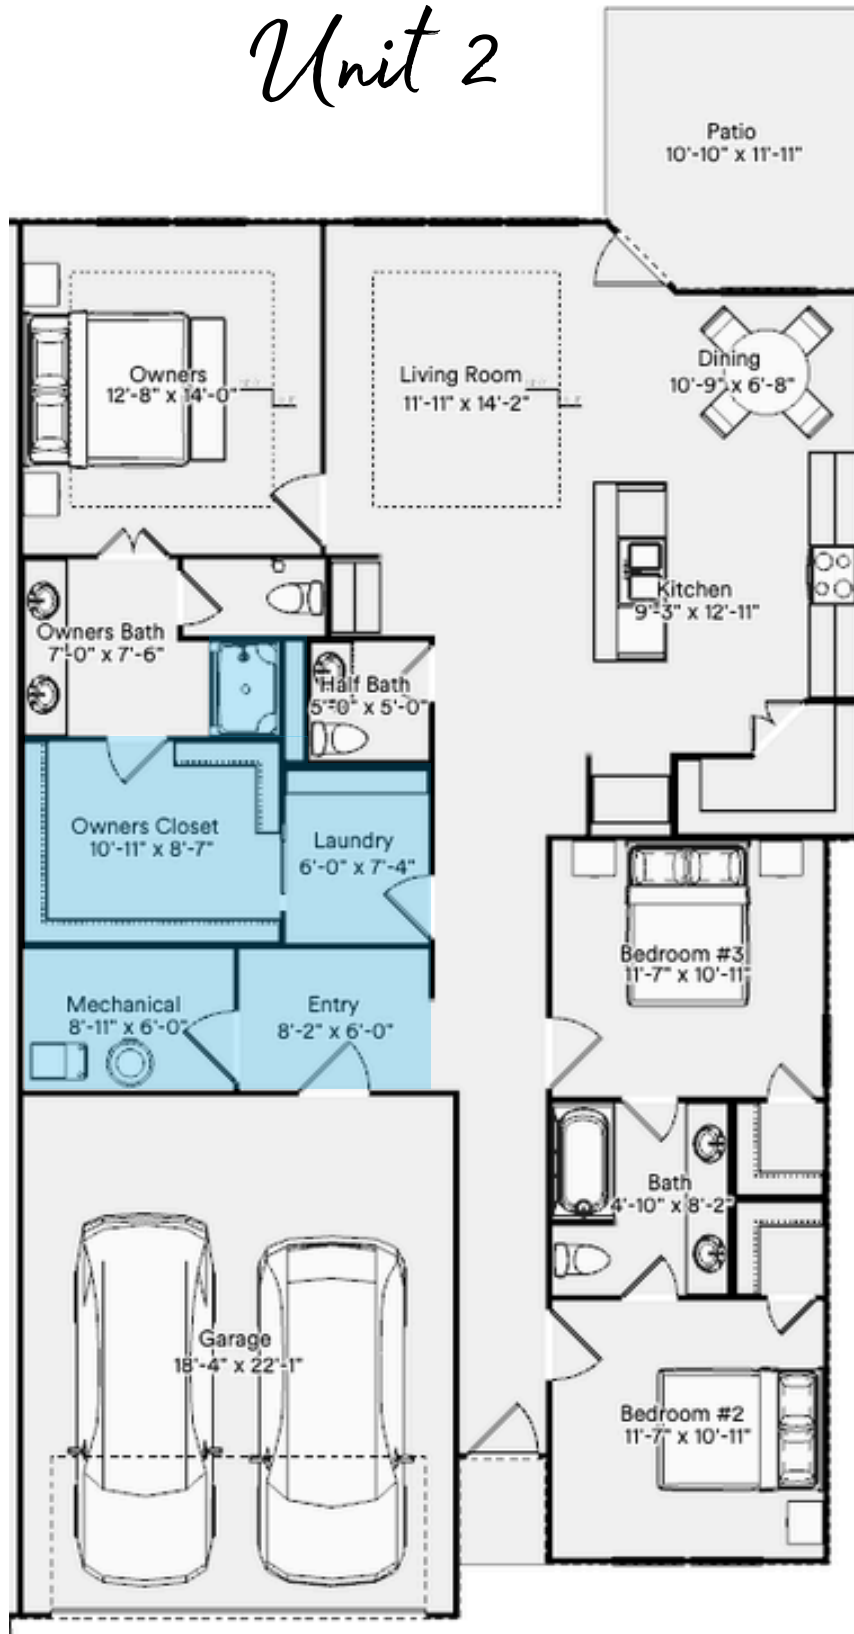 Unit 2
Patio
10'-10" x 11'-11"
Owners
12'-8" x 14'-0"
Living Room
11'-11" x 14'-2"
Dining
10'-9" x 6'-8"
Kitchen
9'-3" x 12'-11"
Owners Bath
7'-0" x 7'-6"
Half Bath
5'-0" x 5'-0"
Owners Closet
10'-11" x 8'-7"
Laundry
6'-0" x 7'-4"
Bedroom #3
11'-7" x 10'-11"
Mechanical
8'-11" x 6'-0"
Entry
8'-2" x 6'-0"
Bath
4'-10" x 8'-2"
Garage
18'-4" x 22'-1"
Bedroom #2
11'-7" x 10'-11"